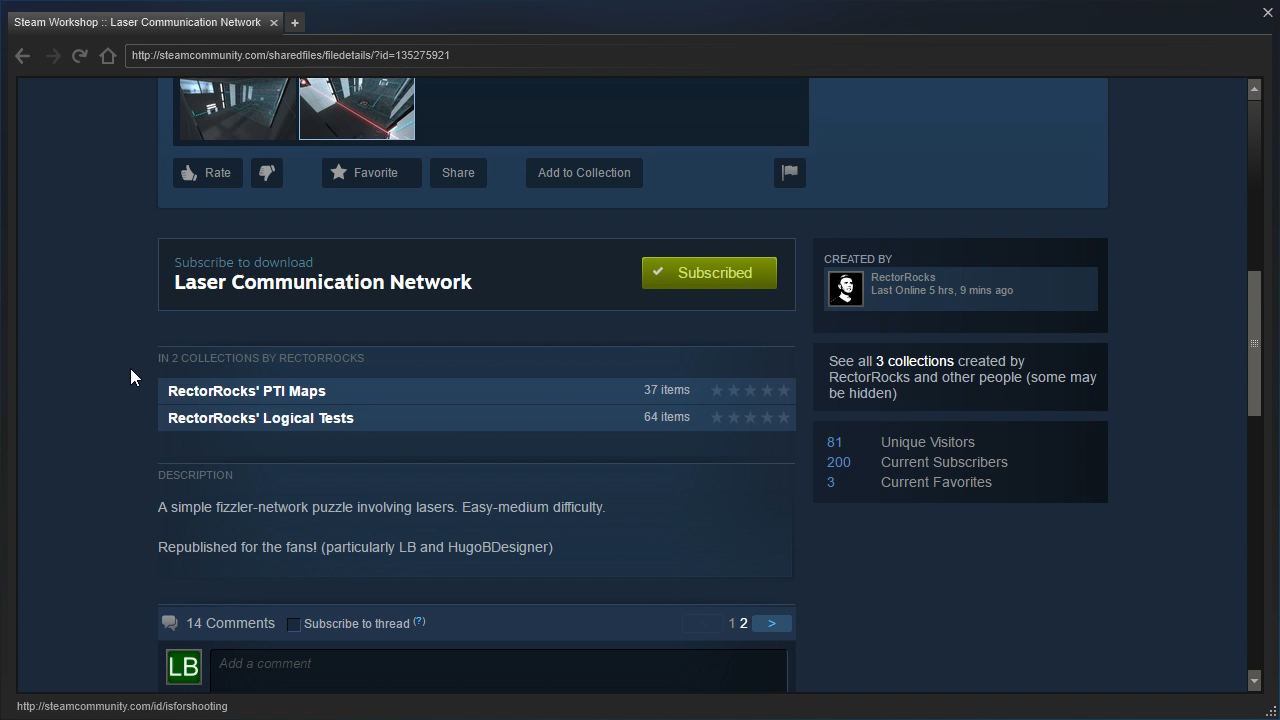 Steam Workshop :: Laser Communication Network
http://steamcommunity.com/sharedfiles/filedetails/?id=135275921
Rate
Favorite
Share
Add to Collection
Subscribe to download
Laser Communication Network
Subscribed
CREATED BY
RectorRocks
Last Online 5 hrs, 9 mins ago
See all 3 collections created by
RectorRocks and other people (some may
be hidden)
81 Unique Visitors
200 Current Subscribers
3 Current Favorites
IN 2 COLLECTIONS BY RECTORROCKS
RectorRocks' PTI Maps 37 items
RectorRocks' Logical Tests 64 items
DESCRIPTION
A simple fizzler-network puzzle involving lasers. Easy-medium difficulty.
Republished for the fans! (particularly LB and HugoBDesigner)
14 Comments Subscribe to thread (?) 1 2 >
LB
Add a comment
http://steamcommunity.com/id/isforshooting